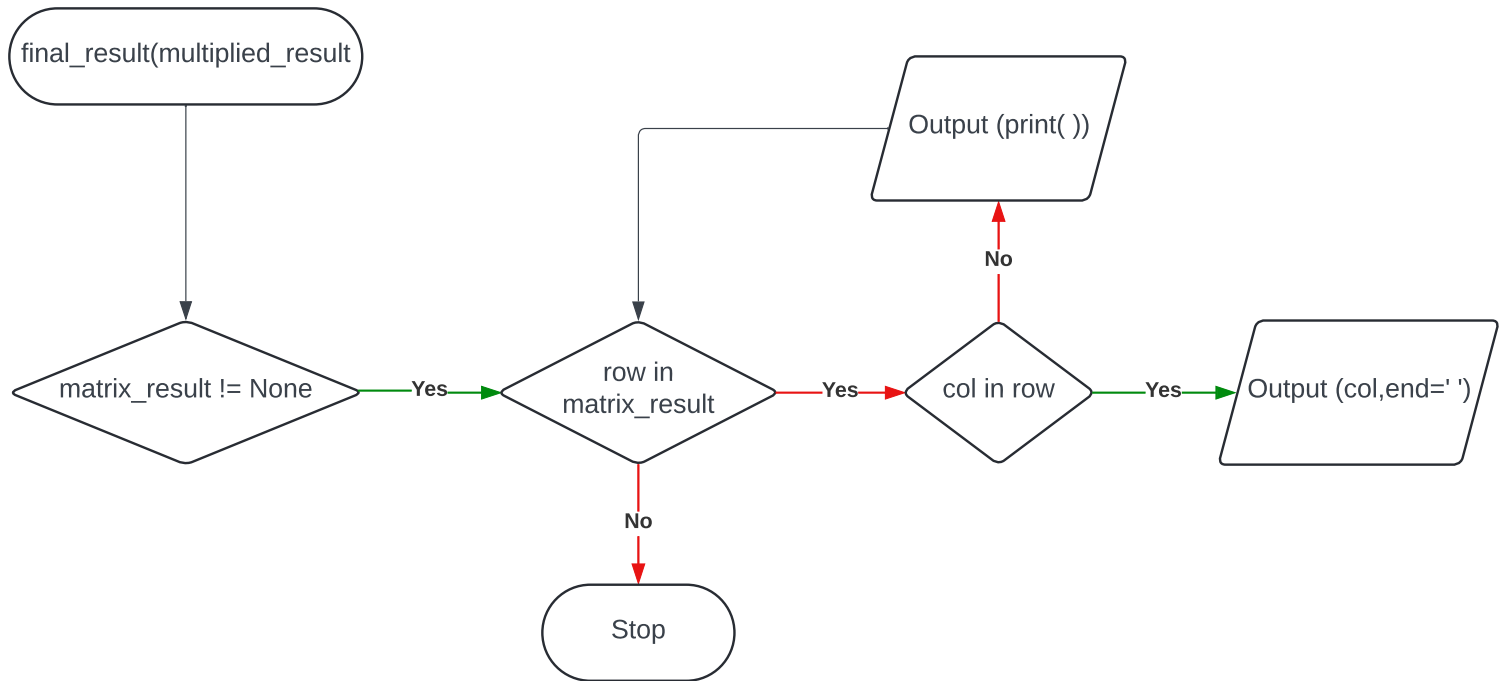 final_result(multiplied_result
Output (print( ))
No
matrix_result != None
Yes
row in
matrix_result
Yes
col in row
Yes
Output (col,end=' ')
No
Stop